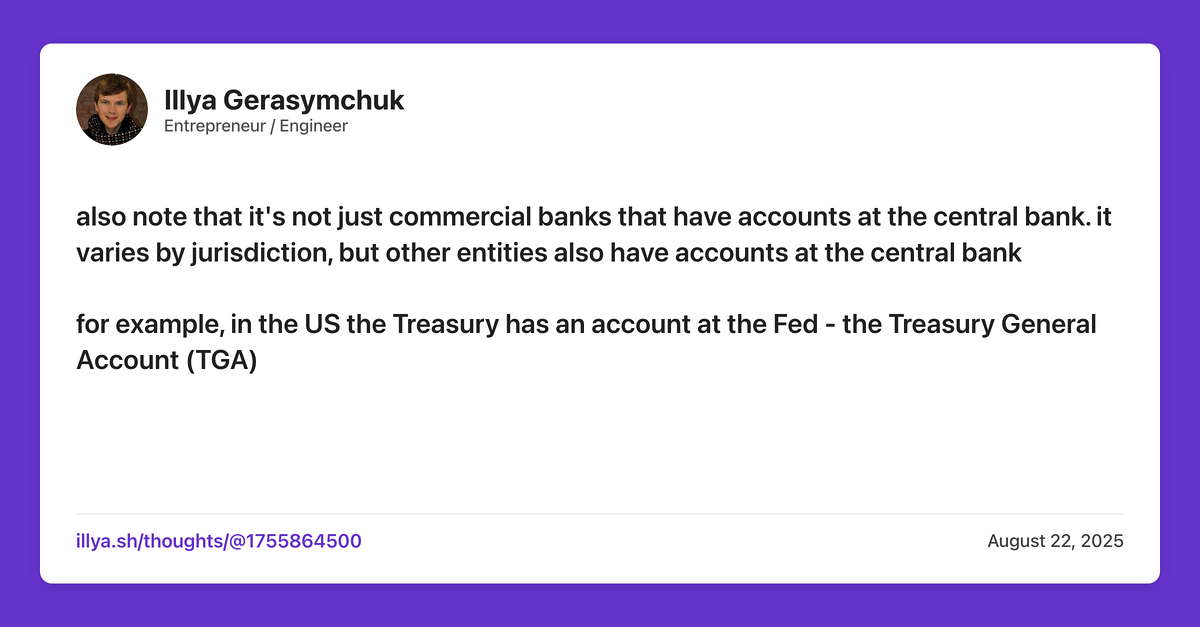 Illya Gerasymchuk
Entrepreneur / Engineer
also note that it's not just commercial banks that have accounts at the central bank. it
varies by jurisdiction, but other entities also have accounts at the central bank
for example, in the US the Treasury has an account at the Fed - the Treasury General
Account (TGA)
illya.sh/thoughts/@1755864500
August 22, 2025